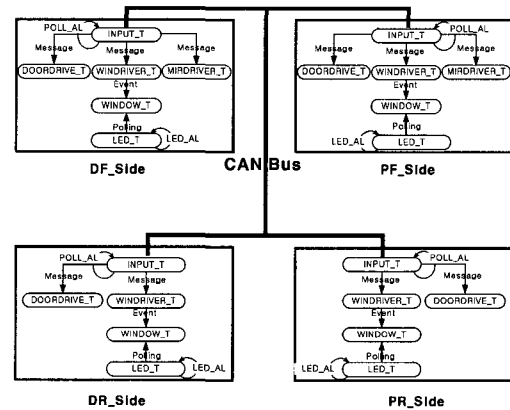 POLL_AL
INPUT_T
Message Message Message
DOORDRIVE_T WINDRIVER_T MIRDRIVER_T
Event
WINDOW_T
Polling
LED_T
LED_AL
DF_Side
POLL_AL
INPUT_T
Message Message Message
DOORDRIVE_T WINDRIVER_T MIRDRIVER_T
Event
WINDOW_T
Polling
LED_AL
LED_T
PF_Side
CAN Bus
POLL_AL
INPUT_T
Message Message
DOORDRIVE_T WINDRIVER_T
Event
WINDOW_T
Polling
LED_T
LED_AL
DR_Side
POLL_AL
INPUT_T
Message Message
WINDRIVER_T DOORDRIVE_T
Event
WINDOW_T
Polling
LED_AL
LED_T
PR_Side